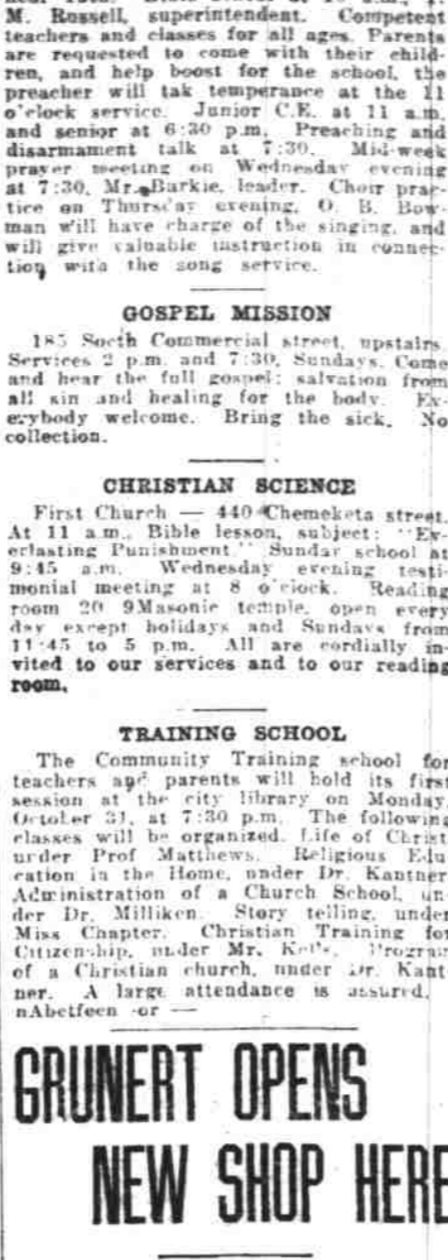 M. Russell, superintendent. Competent
teachers and classes for all ages. Parents
are requested to come with their child-
ren, and help boost for the school, the
preacher will tak temperance at the 11
o'clock service. Junior C.E. at 11 a.m.
and senior at 6:30 p.m. Preaching and
disarmament talk at 7:30. Mid-week
prayer meeting on Wednesday evening
at 7:30, Mr. Barkie, leader. Choir prac-
tice on Thursday evening, O. B. Bow-
man will have charge of the singing, and
will give valuable instruction in connec-
tion with the song service.
GOSPEL MISSION
185 South Commercial street, upstairs.
Services 2 p.m. and 7:30, Sundays. Come
and hear the full gospel: salvation from
all sin and healing for the body. Ev-
erybody welcome. Bring the sick. No
collection.
CHRISTIAN SCIENCE
First Church — 440 Chemeketa street.
At 11 a.m., Bible lesson, subject: "Ev-
erlasting Punishment." Sunday school at
9:45 a.m. Wednesday evening testi-
monial meeting at 8 o'clock. Reading
room 20 9Masonic temple, open every
day except holidays and Sundays from
11:45 to 5 p.m. All are cordially in-
vited to our services and to our reading
room.
TRAINING SCHOOL
The Community Training school for
teachers and parents will hold its first
session at the city library on Monday
October 31, at 7:30 p.m. The following
classes will be organized. Life of Christ
under Prof Matthews. Religious Edu
cation in the Home, under Dr. Kantner
Administration of a Church School, un-
der Dr. Milliken. Story telling, under
Miss Chapter. Christian Training for
Citizenship, under Mr. Program
of a Christian church, under Dr. Kant
ner. A large attendance is assured.
nAbetfeen or —
GRUNERT OPENS
NEW SHOP HERE